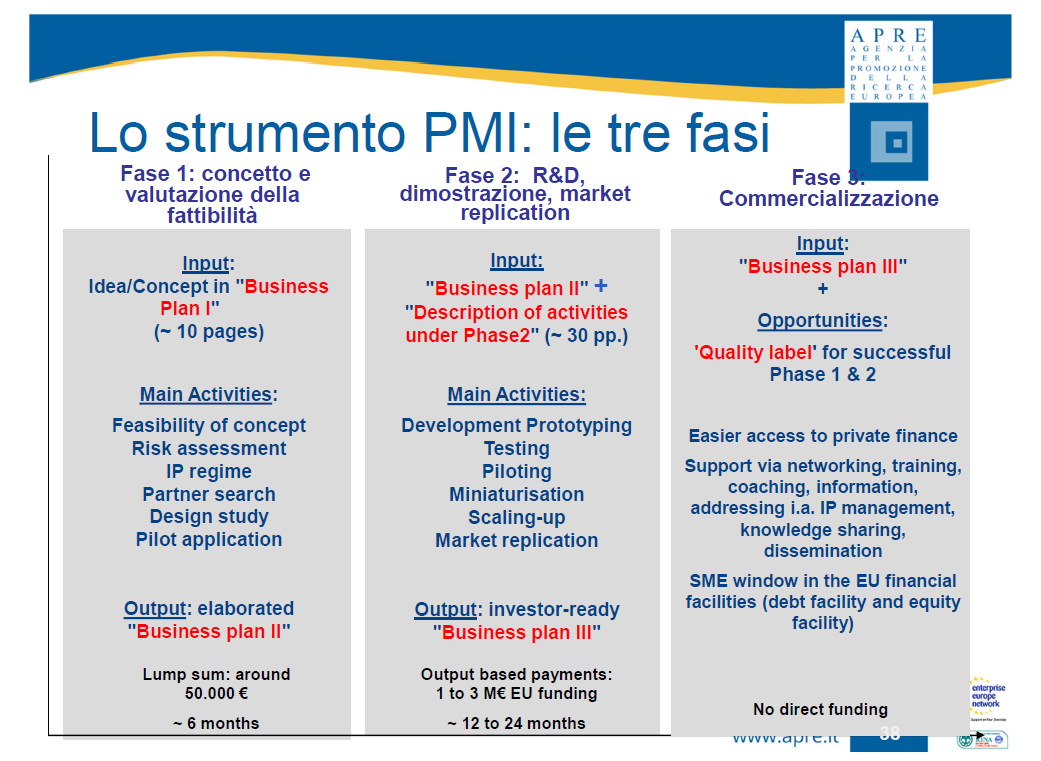 APRE
AGENZIA
PER LA
PROMOZIONE
DELLA
RICERCA
EUROPEA
Lo strumento PMI: le tre fasi
Fase 1: concetto e
valutazione della
fattibilità
Input:
Idea/Concept in "Business
Plan I"
(~ 10 pages)
Main Activities:
Feasibility of concept
Risk assessment
IP regime
Partner search
Design study
Pilot application
Output: elaborated
"Business plan II"
Lump sum: around
50.000 €
~ 6 months
Fase 2: R&D,
dimostrazione, market
replication
Input:
"Business plan II" +
"Description of activities
under Phase2" (~ 30 pp.)
Main Activities:
Development Prototyping
Testing
Piloting
Miniaturisation
Scaling-up
Market replication
Output: investor-ready
"Business plan III"
Output based payments:
1 to 3 M€ EU funding
~ 12 to 24 months
Fase 3:
Commercializzazione
Input:
"Business plan III"
+
Opportunities:
'Quality label' for successful
Phase 1 & 2
Easier access to private finance
Support via networking, training,
coaching, information,
addressing i.a. IP management,
knowledge sharing,
dissemination
SME window in the EU financial
facilities (debt facility and equity
facility)
No direct funding
www.apre.it
38
enterprise
europe
network